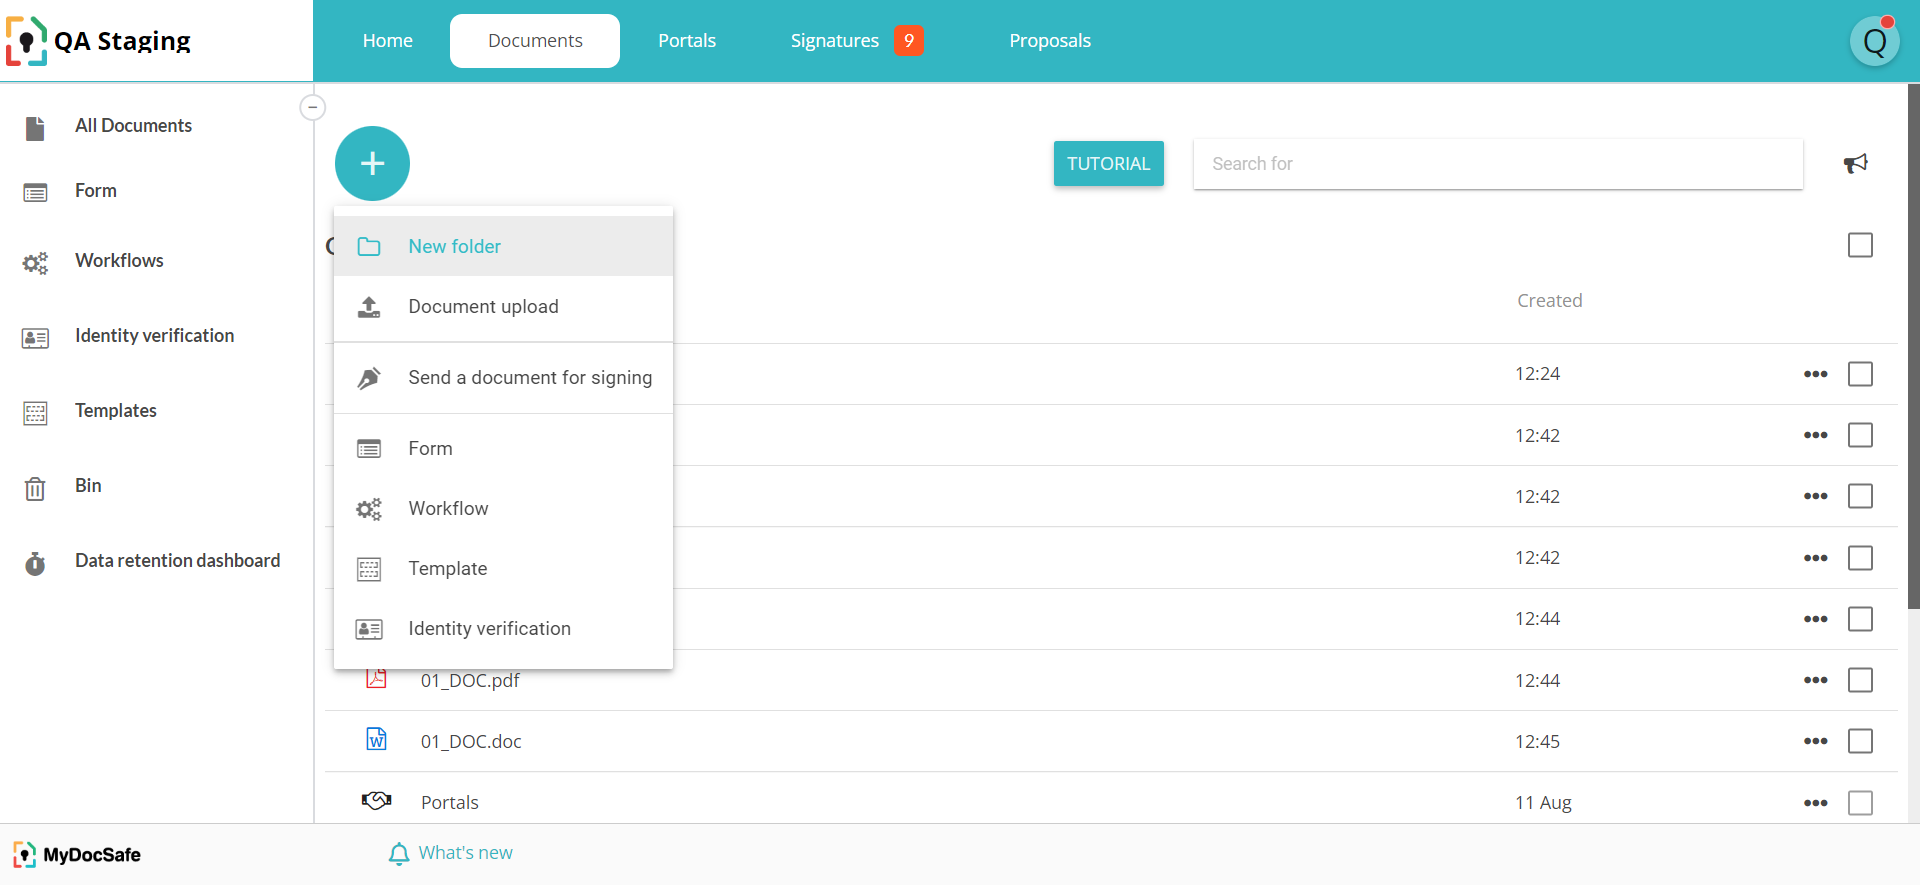 QA Staging
Home
Documents
Portals
Signatures 9
Proposals
Q
All Documents
Form
Workflows
Identity verification
Templates
Bin
Data retention dashboard
TUTORIAL
Search for
New folder
Document upload
Send a document for signing
Form
Workflow
Template
Identity verification
Created
12:24
12:42
12:42
12:42
12:44
01_DOC.pdf 12:44
01_DOC.doc 12:45
Portals 11 Aug
MyDocSafe
What's new